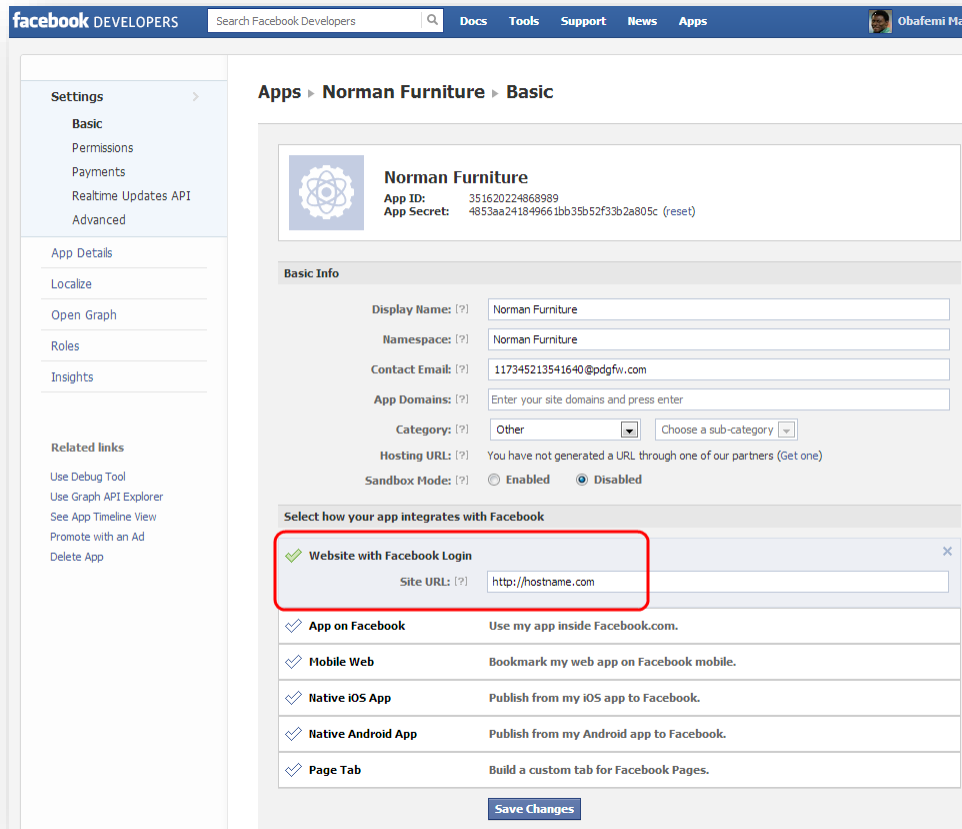 facebook DEVELOPERS
Search Facebook Developers
Docs Tools Support News Apps
Obafemi Ma
Settings
Basic
Permissions
Payments
Realtime Updates API
Advanced
App Details
Localize
Open Graph
Roles
Insights
Related links
Use Debug Tool
Use Graph API Explorer
See App Timeline View
Promote with an Ad
Delete App
Apps ▸ Norman Furniture ▸ Basic
Norman Furniture
App ID: 351620224868989
App Secret: 4853aa241849661bb35b52f33b2a805c (reset)
Basic Info
Display Name: [?] Norman Furniture
Namespace: [?] Norman Furniture
Contact Email: [?] 117345213541640@pdgfw.com
App Domains: [?] Enter your site domains and press enter
Category: [?] Other Choose a sub-category
Hosting URL: [?] You have not generated a URL through one of our partners (Get one)
Sandbox Mode: [?] Enabled Disabled
Select how your app integrates with Facebook
Website with Facebook Login
Site URL: [?] http://hostname.com
App on Facebook Use my app inside Facebook.com.
Mobile Web Bookmark my web app on Facebook mobile.
Native iOS App Publish from my iOS app to Facebook.
Native Android App Publish from my Android app to Facebook.
Page Tab Build a custom tab for Facebook Pages.
Save Changes